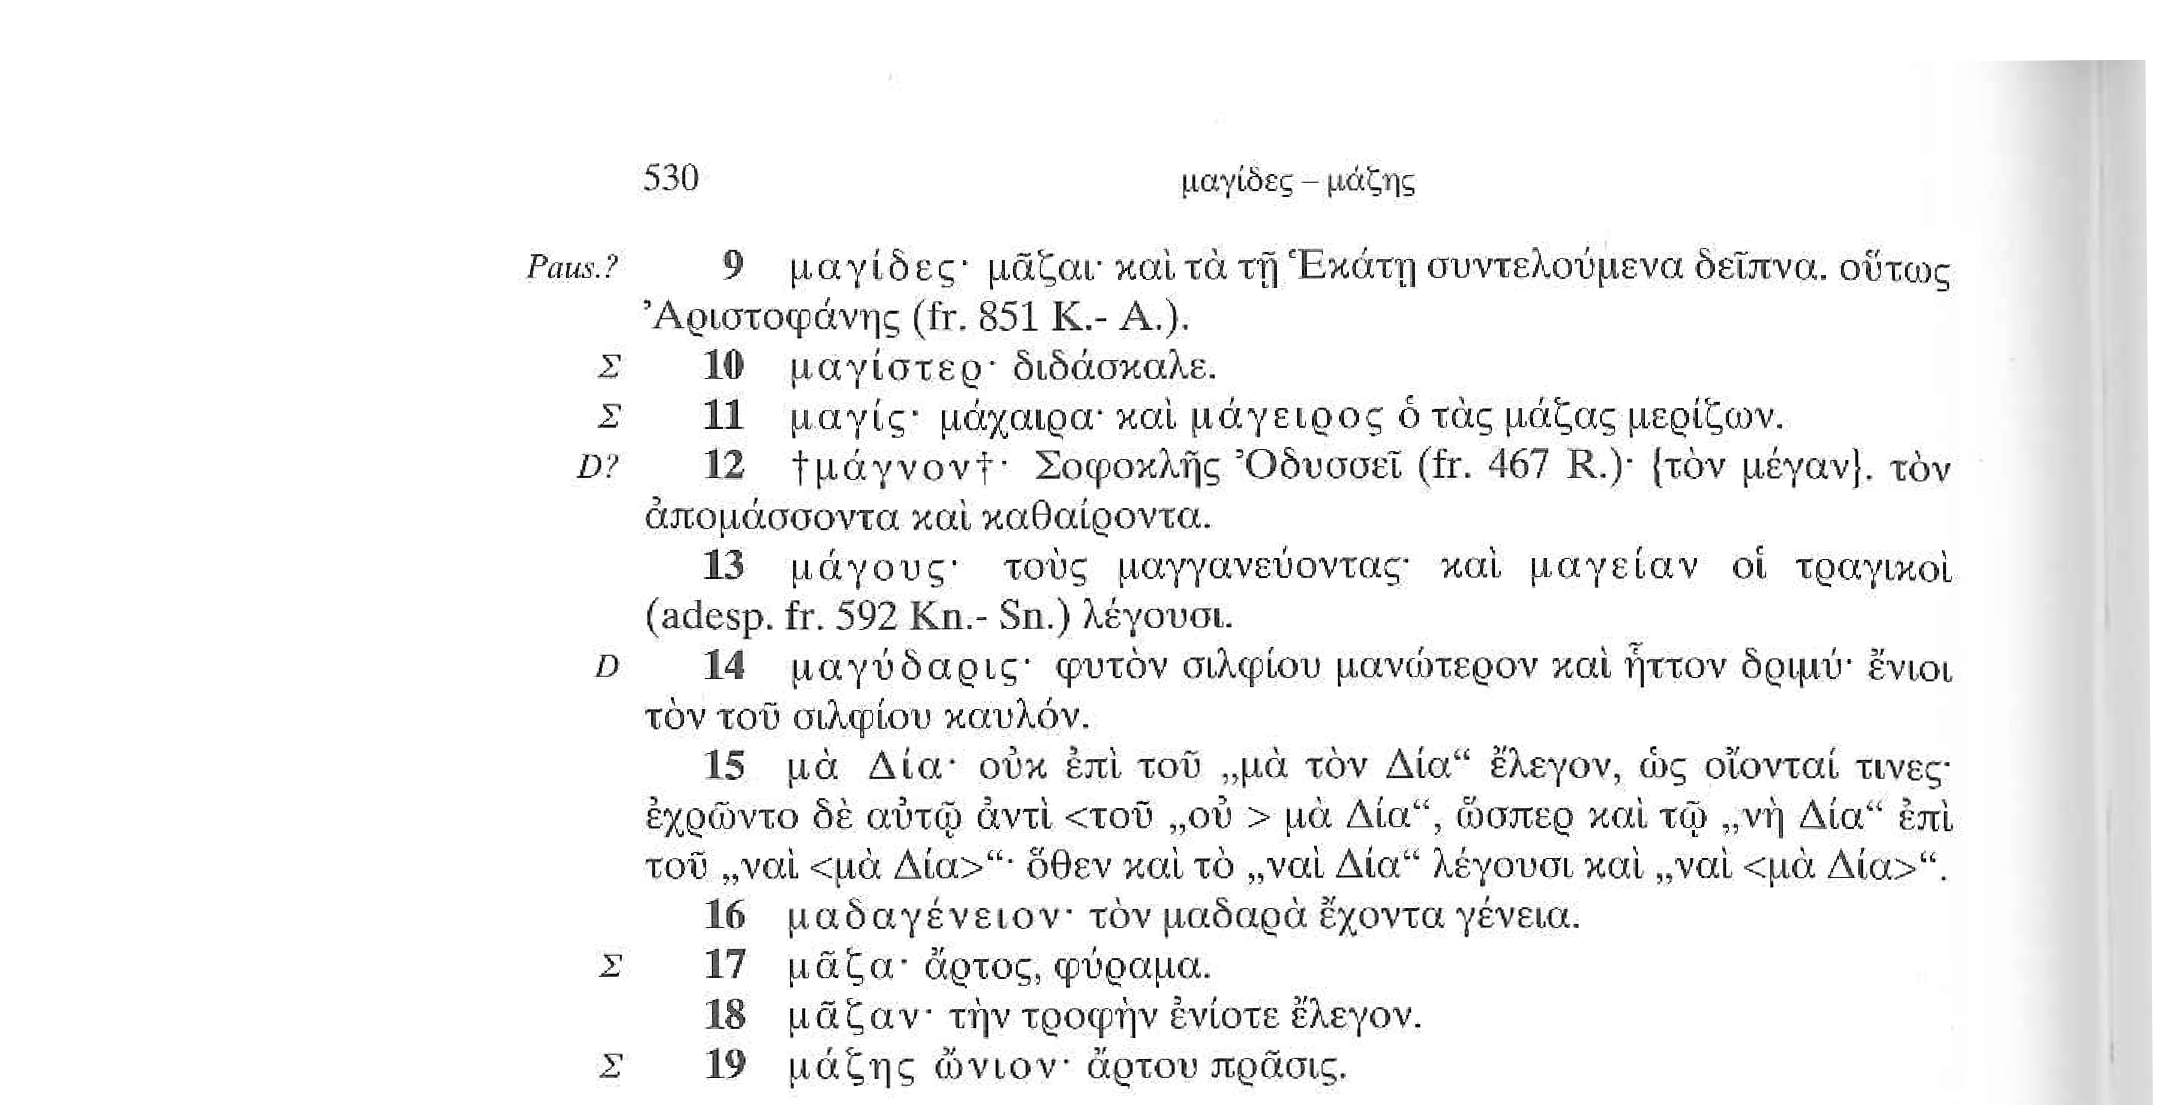 530 μαγίδες – μάζης
Paus.? 9 μαγίδες· μᾶζαι· καὶ τὰ τῇ Ἑκάτῃ συντελούμενα δεῖπνα. οὕτως
Ἀριστοφάνης (fr. 851 K.- A.).
Σ 10 μαγίστερ· διδάσκαλε.
Σ 11 μαγίς· μάχαιρα· καὶ μάγειρος ὁ τὰς μάζας μερίζων.
D? 12 †μάγνον†· Σοφοκλῆς Ὀδυσσεῖ (fr. 467 R.)· {τὸν μέγαν}. τὸν
ἀπομάσσοντα καὶ καθαίροντα.
13 μάγους· τοὺς μαγγανεύοντας· καὶ μαγείαν οἱ τραγικοὶ
(adesp. fr. 592 Kn.- Sn.) λέγουσι.
D 14 μαγύδαρις· φυτὸν σιλφίου μανώτερον καὶ ἧττον δριμύ· ἔνιοι
τὸν τοῦ σιλφίου καυλόν.
15 μὰ Δία· οὐκ ἐπὶ τοῦ „μὰ τὸν Δία“ ἔλεγον, ὡς οἴονταί τινες·
ἐχρῶντο δὲ αὐτῷ ἀντὶ <τοῦ „οὐ > μὰ Δία“, ὥσπερ καὶ τῷ „νὴ Δία“ ἐπὶ
τοῦ „ναὶ <μὰ Δία>“· ὅθεν καὶ τὸ „ναὶ Δία“ λέγουσι καὶ „ναὶ <μὰ Δία>“.
16 μαδαγένειον· τὸν μαδαρὰ ἔχοντα γένεια.
Σ 17 μᾶζα· ἄρτος, φύραμα.
18 μᾶζαν· τὴν τροφὴν ἐνίοτε ἔλεγον.
Σ 19 μάζης ὤνιον· ἄρτου πρᾶσις.